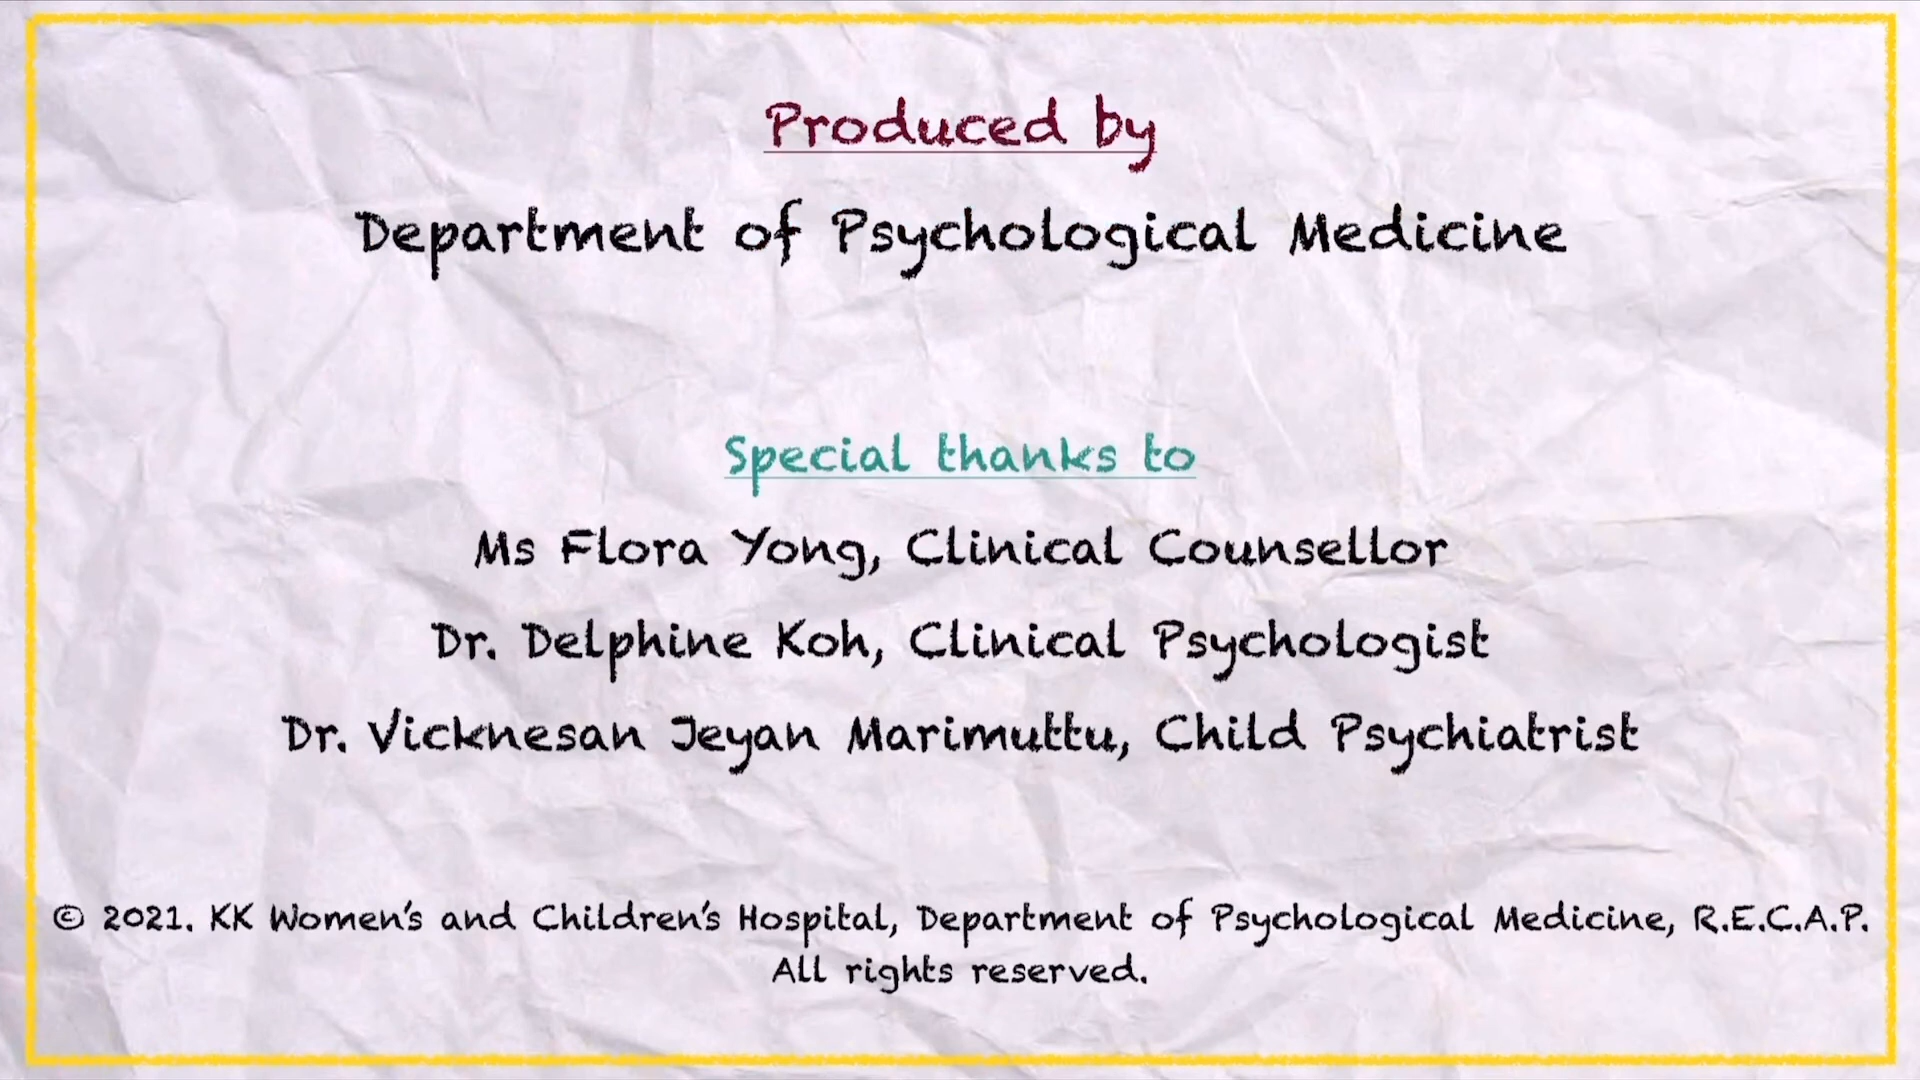 Produced by
Department of Psychological Medicine
Special thanks to
Ms Flora Yong, Clinical Counsellor
Dr. Delphine Koh, Clinical Psychologist
Dr. Vicknesan Jeyan Marimuttu, Child Psychiatrist
© 2021. KK Women's and Children's Hospital, Department of Psychological Medicine, R.E.C.A.P.
All rights reserved.